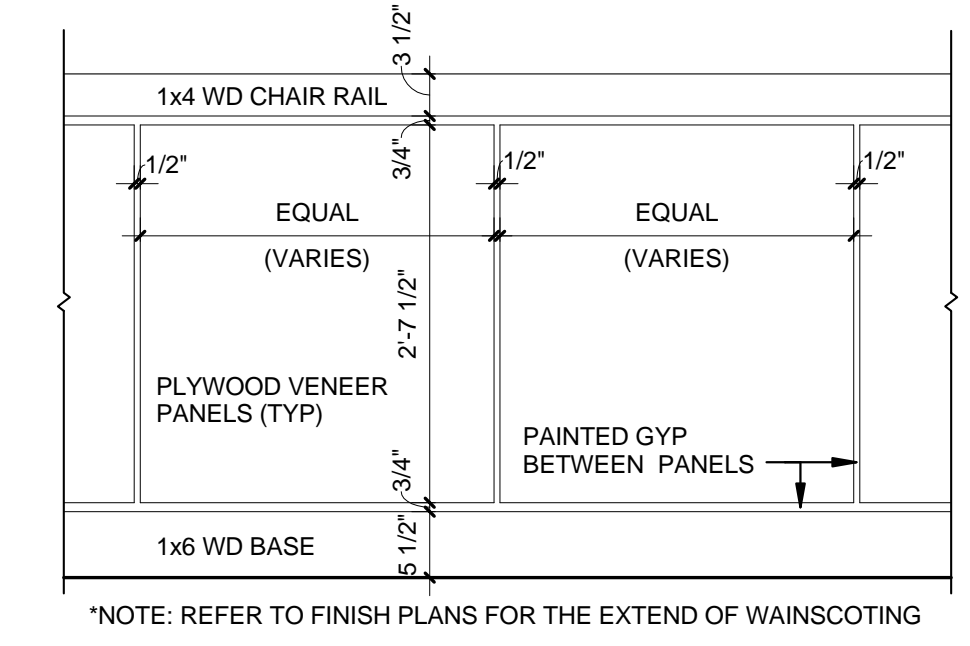 3 1/2"
1x4 WD CHAIR RAIL
3/4"
1/2"
1/2"
1/2"
EQUAL
(VARIES)
EQUAL
(VARIES)
2'-7 1/2"
PLYWOOD VENEER
PANELS (TYP)
PAINTED GYP
BETWEEN PANELS
3/4"
1x6 WD BASE
5 1/2"
*NOTE: REFER TO FINISH PLANS FOR THE EXTEND OF WAINSCOTING